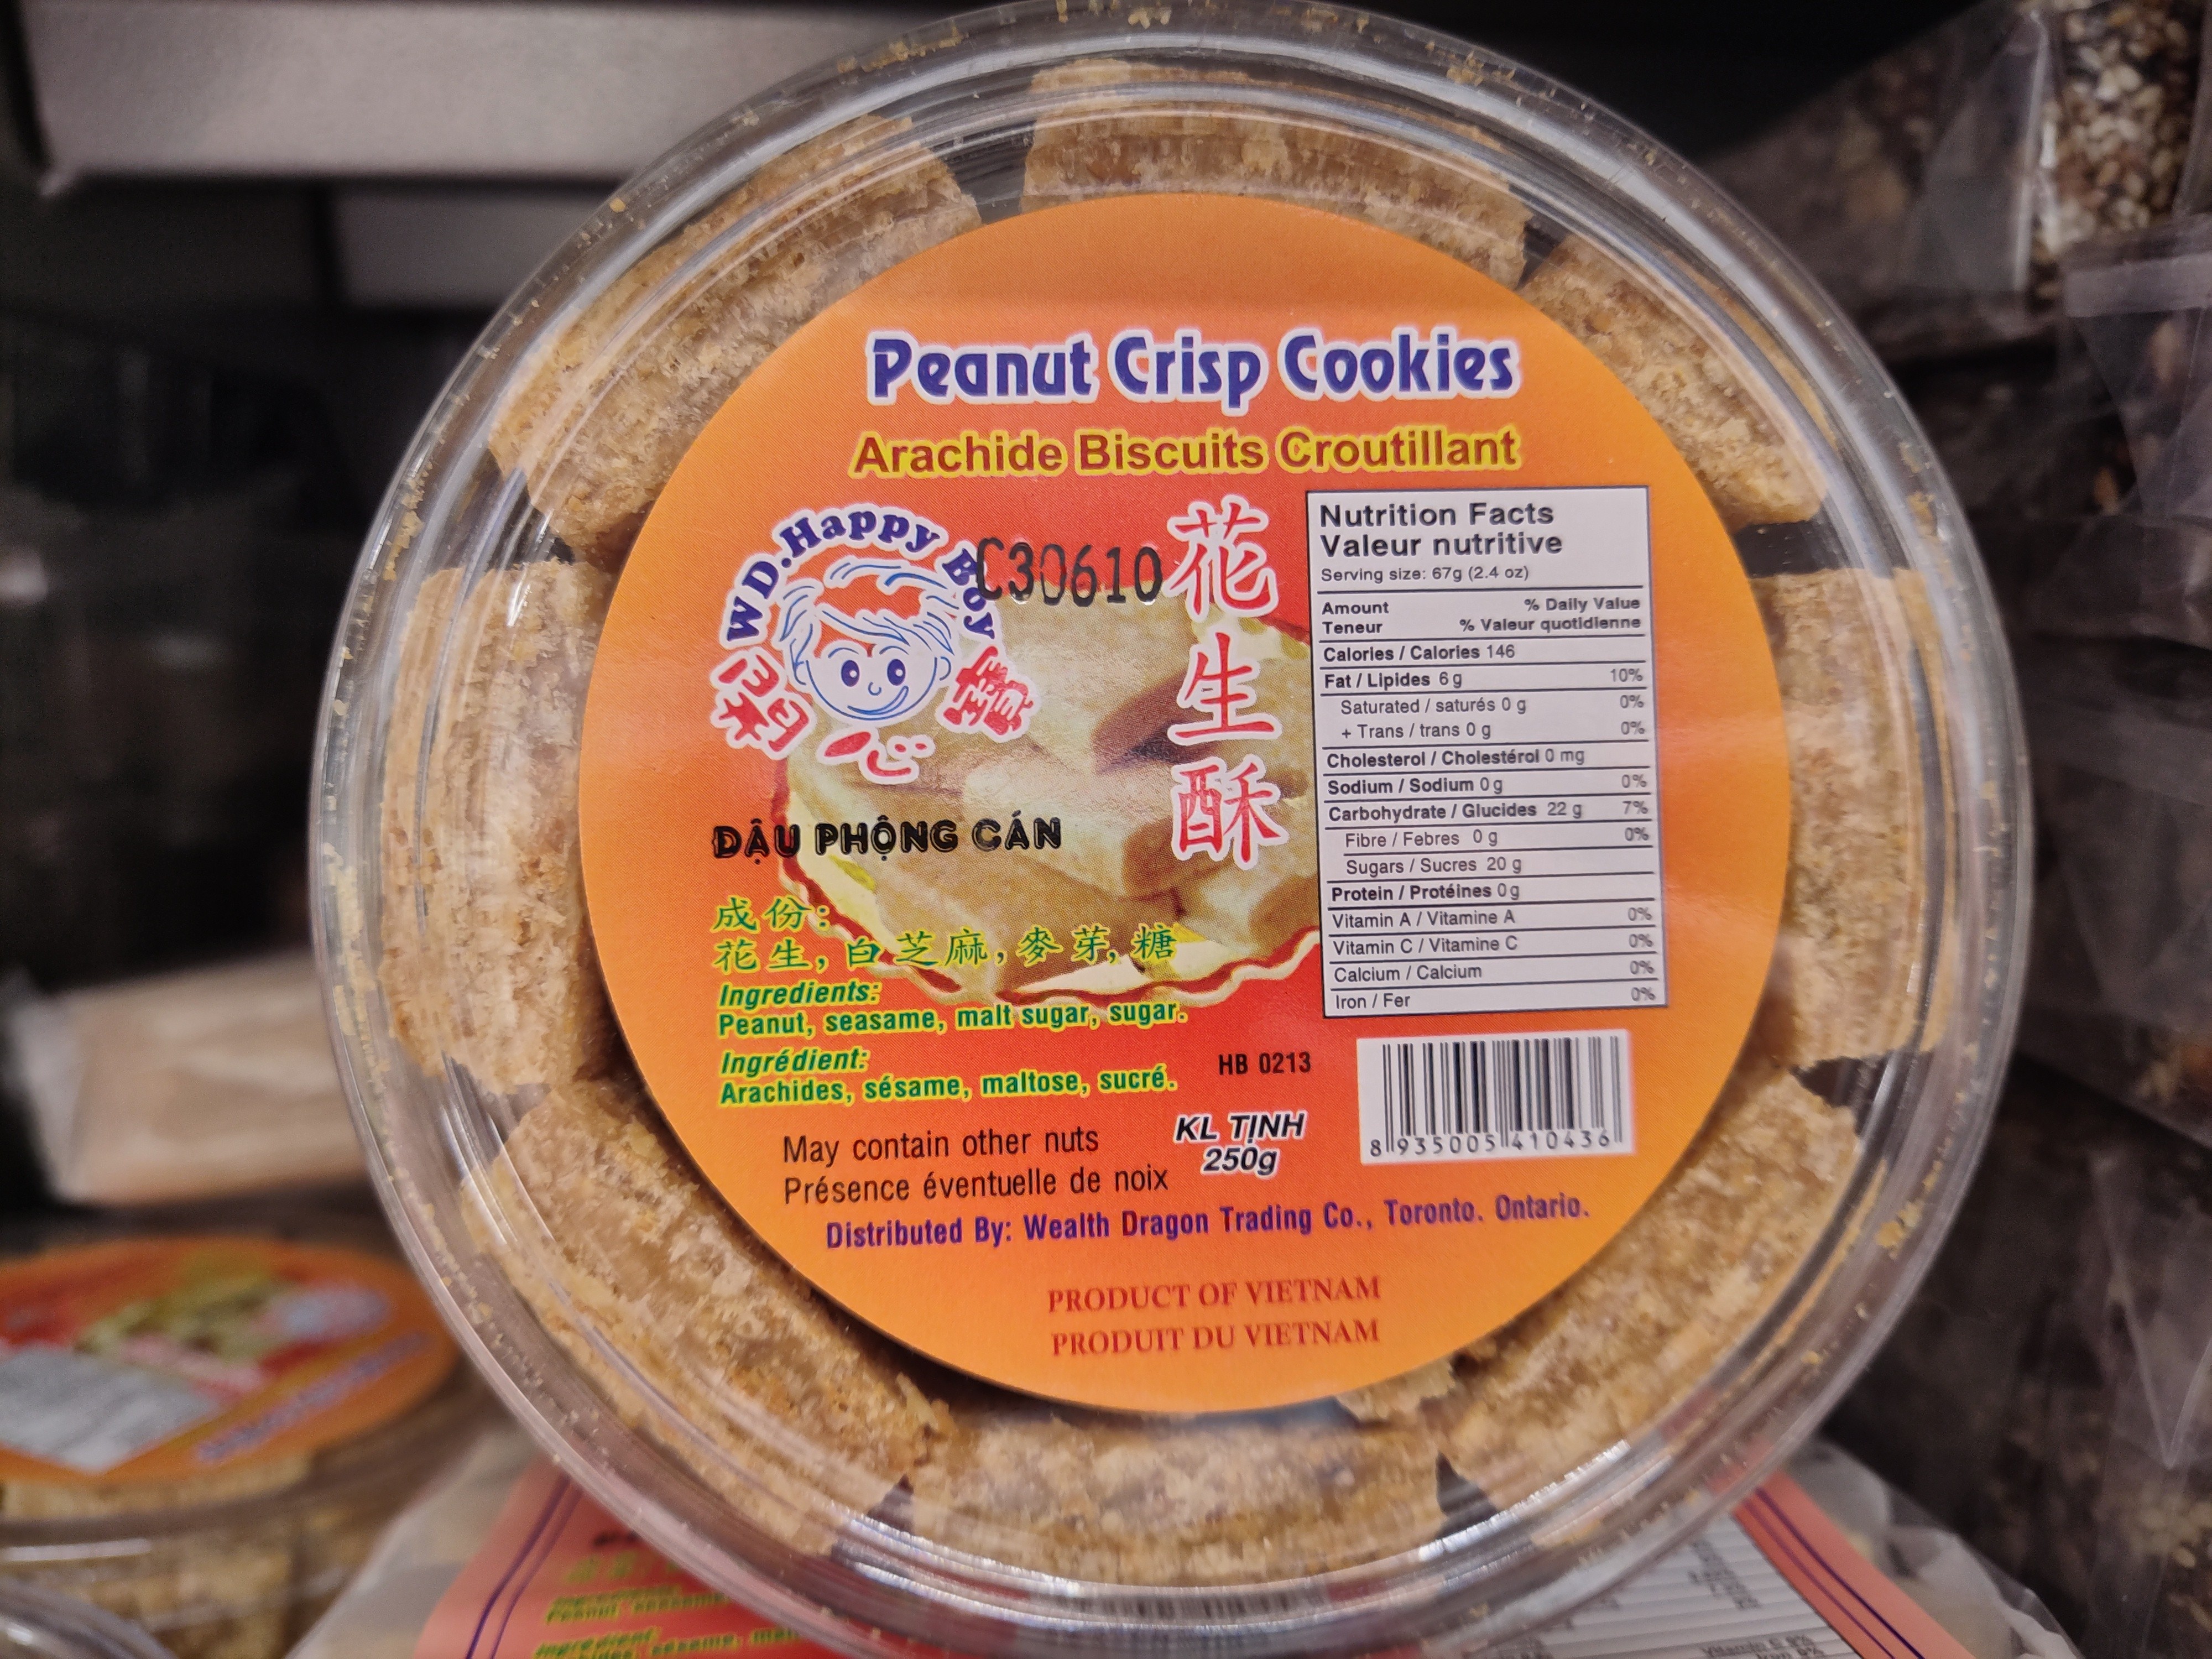 Peanut Crisp Cookies
Arachide Biscuits Croutillant
WD.Happy Boy
C30610
花生酥
稻心囍
ĐẬU PHỘNG CÁN
成份:
花生,白芝麻,麥芽,糖
Ingredients:
Peanut, seasame, malt sugar, sugar.
Ingrédient:
Arachides, sésame, maltose, sucré.
May contain other nuts
Présence éventuelle de noix
HB 0213
KL TỊNH
250g
Nutrition Facts
Valeur nutritive
Serving size: 67g (2.4 oz)
Amount % Daily Value
Teneur % Valeur quotidienne
Calories / Calories 146
Fat / Lipides 6 g 10%
Saturated / saturés 0 g 0%
+ Trans / trans 0 g 0%
Cholesterol / Cholestérol 0 mg
Sodium / Sodium 0 g 0%
Carbohydrate / Glucides 22 g 7%
Fibre / Febres 0 g 0%
Sugars / Sucres 20 g
Protein / Protéines 0 g
Vitamin A / Vitamine A 0%
Vitamin C / Vitamine C 0%
Calcium / Calcium 0%
Iron / Fer 0%
8 935005 410436
Distributed By: Wealth Dragon Trading Co., Toronto. Ontario.
PRODUCT OF VIETNAM
PRODUIT DU VIETNAM